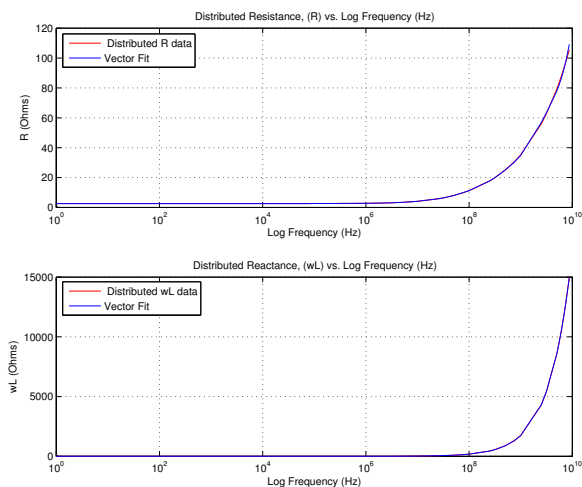 Distributed Resistance, (R) vs. Log Frequency (Hz)
120
100
80
60
40
20
0
R (Ohms)
Distributed R data
Vector Fit
10^0
10^2
10^4
10^6
10^8
10^10
Log Frequency (Hz)
Distributed Reactance, (wL) vs. Log Frequency (Hz)
15000
10000
5000
0
wL (Ohms)
Distributed wL data
Vector Fit
10^0
10^2
10^4
10^6
10^8
10^10
Log Frequency (Hz)